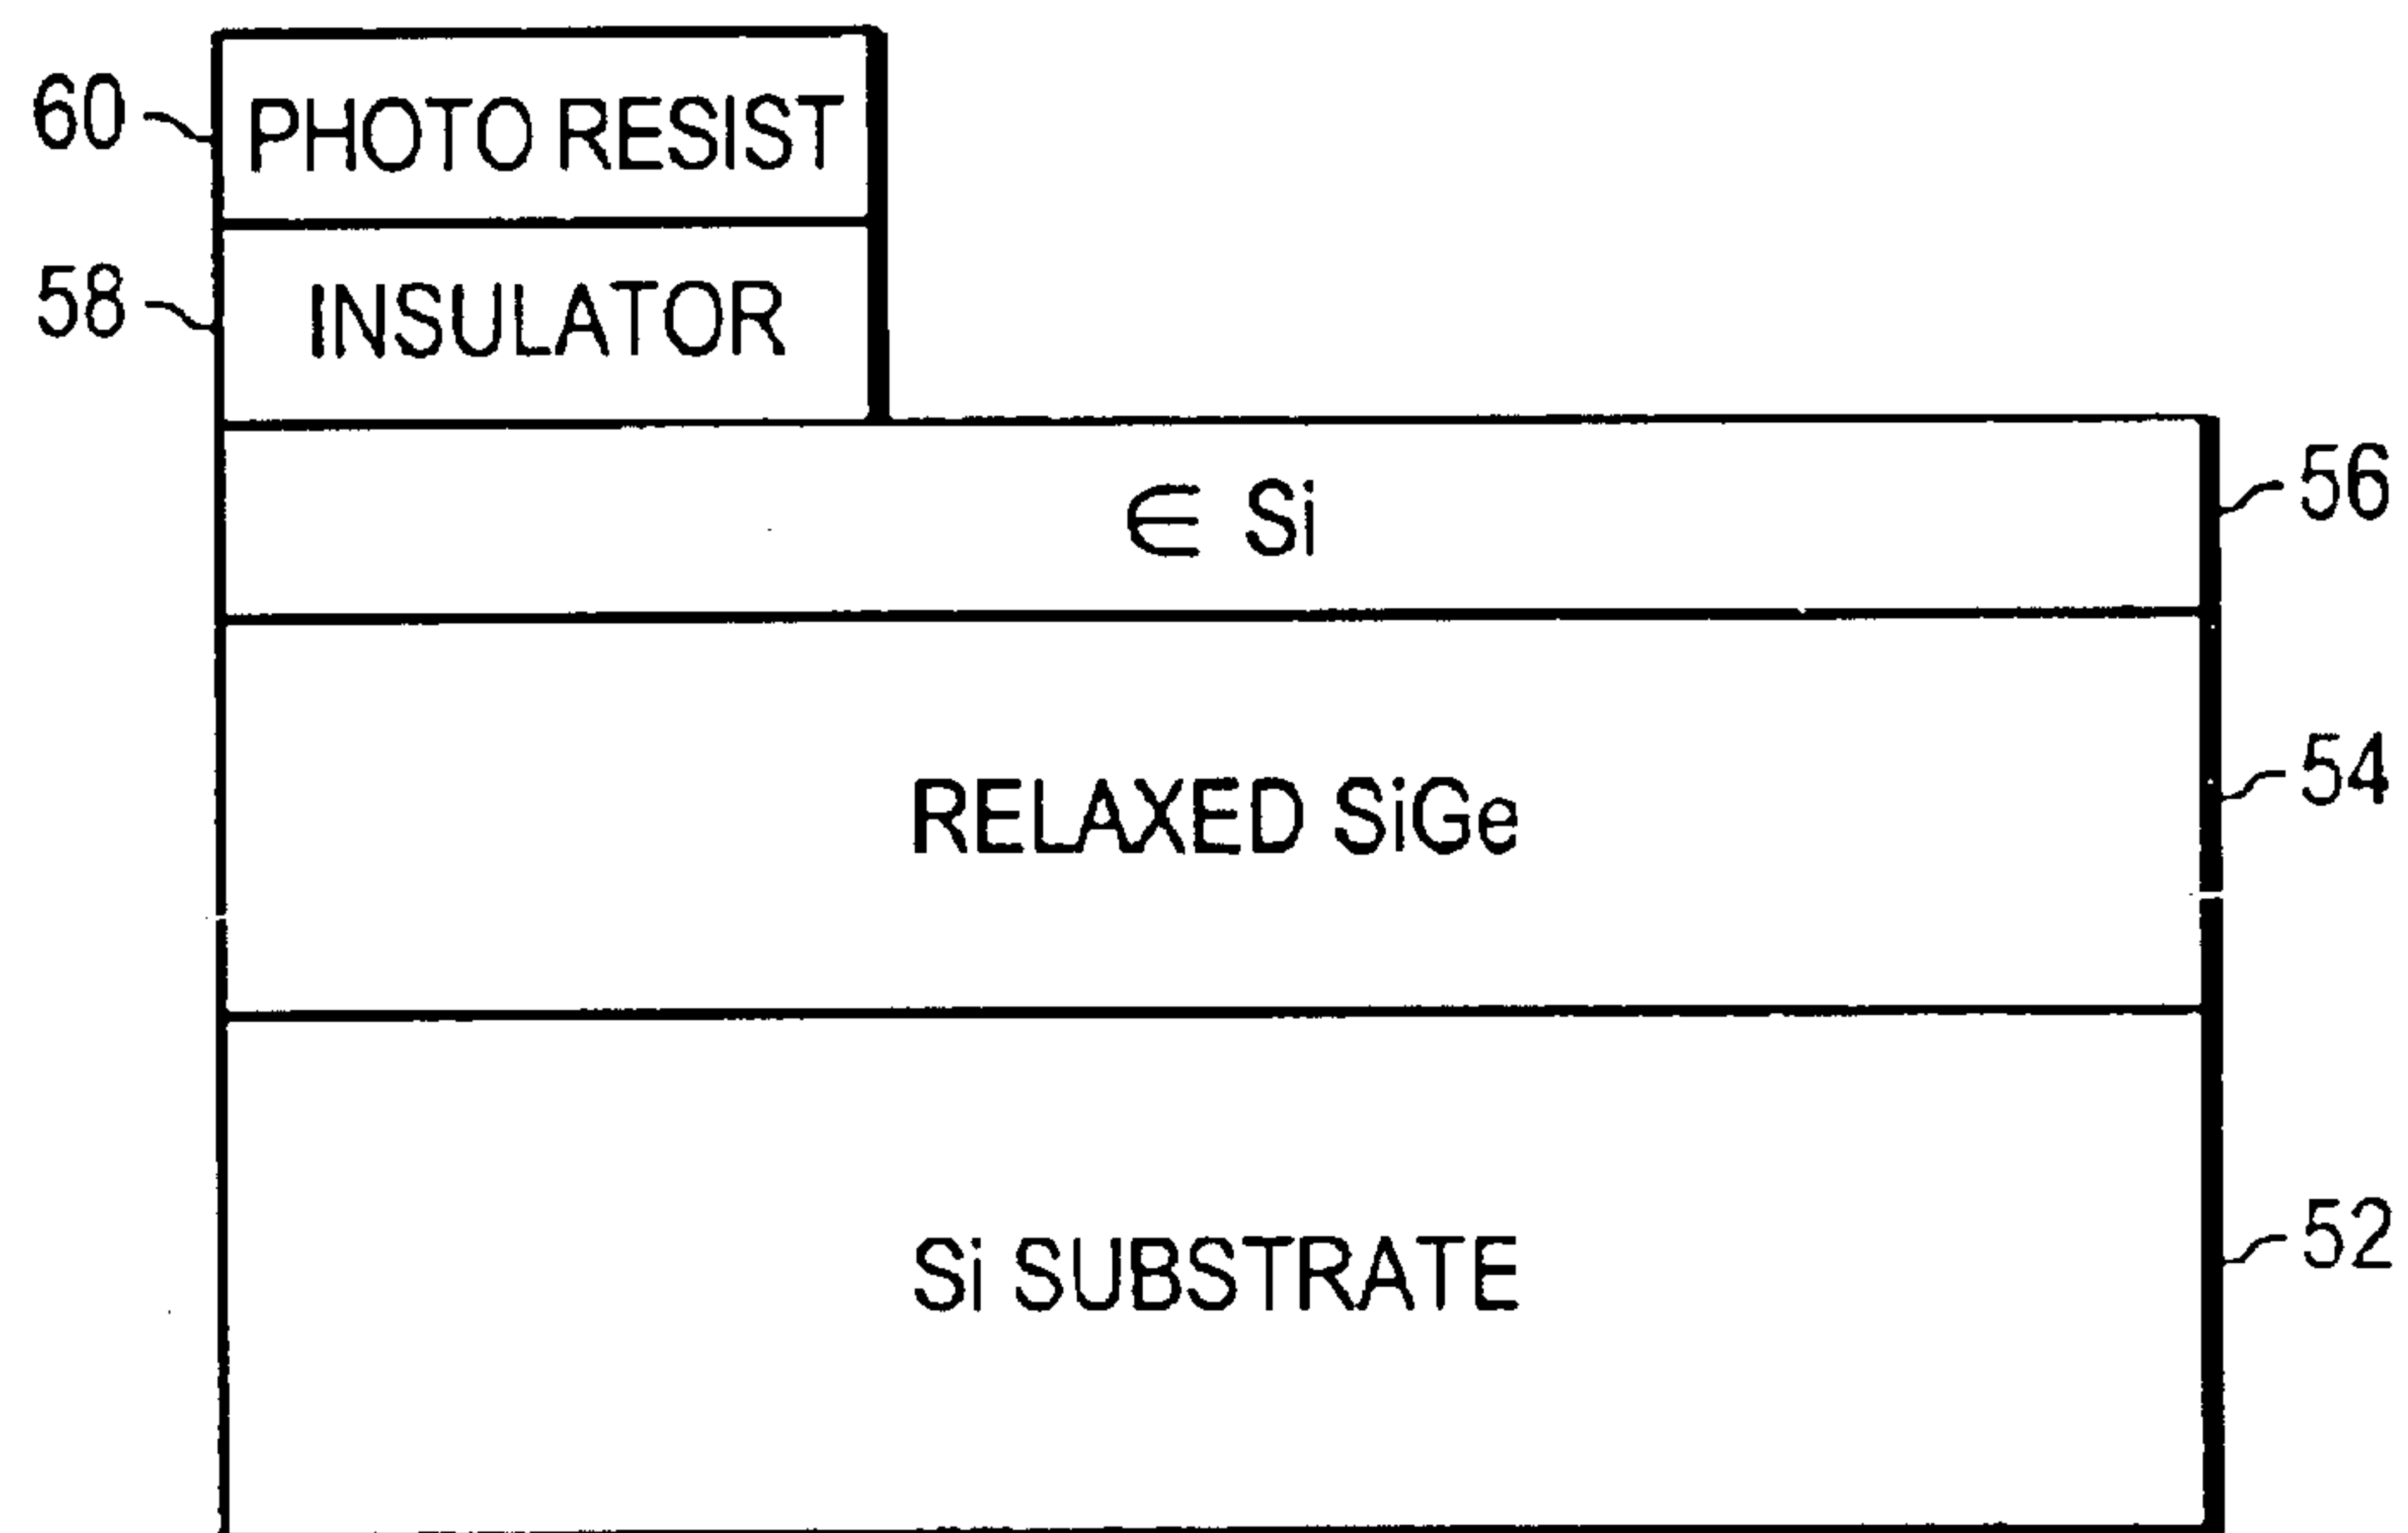 60 PHOTO RESIST
58 INSULATOR
∈ Si 56
RELAXED SiGe 54
Si SUBSTRATE 52